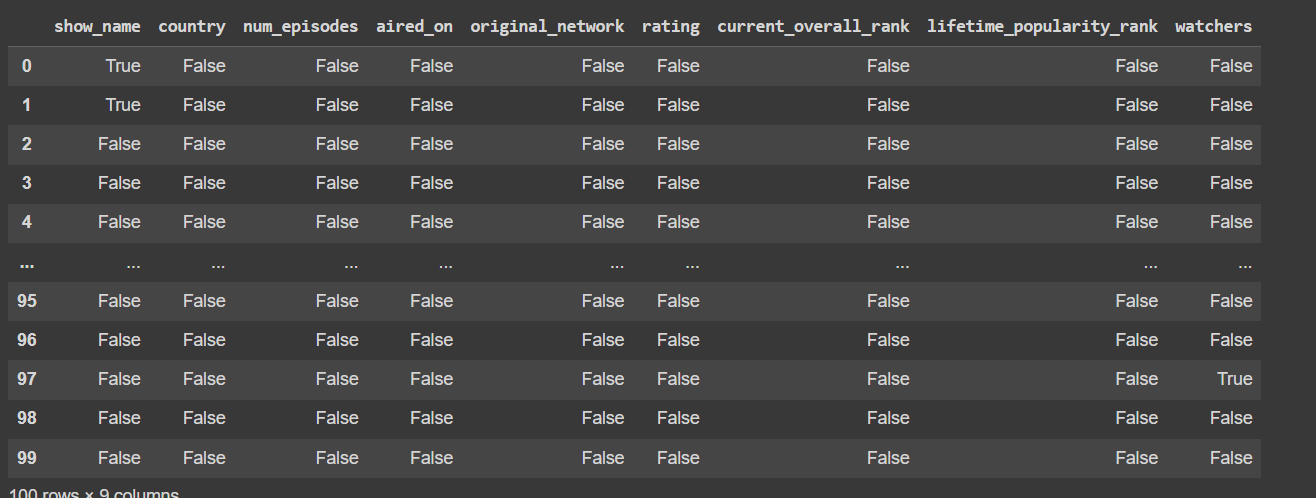 show_name country num_episodes aired_on original_network rating current_overall_rank lifetime_popularity_rank watchers
0 True False False False False False False False False
1 True False False False False False False False False
2 False False False False False False False False False
3 False False False False False False False False False
4 False False False False False False False False False
... ... ... ... ... ... ... ... ... ...
95 False False False False False False False False False
96 False False False False False False False False False
97 False False False False False False False False True
98 False False False False False False False False False
99 False False False False False False False False False
100 rows × 9 columns